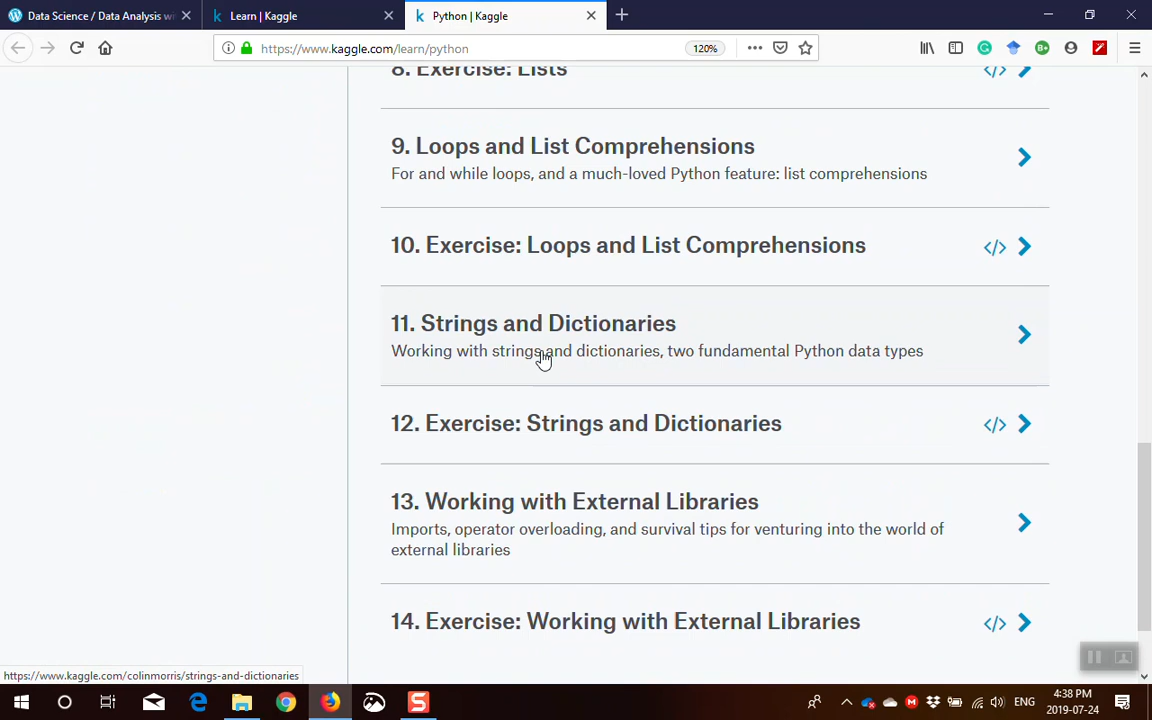 Data Science / Data Analysis wi
Learn | Kaggle
Python | Kaggle
https://www.kaggle.com/learn/python
120%
8. Exercise: Lists
9. Loops and List Comprehensions
For and while loops, and a much-loved Python feature: list comprehensions
10. Exercise: Loops and List Comprehensions
11. Strings and Dictionaries
Working with strings and dictionaries, two fundamental Python data types
12. Exercise: Strings and Dictionaries
13. Working with External Libraries
Imports, operator overloading, and survival tips for venturing into the world of
external libraries
14. Exercise: Working with External Libraries
https://www.kaggle.com/colinmorris/strings-and-dictionaries
ENG
4:38 PM
2019-07-24